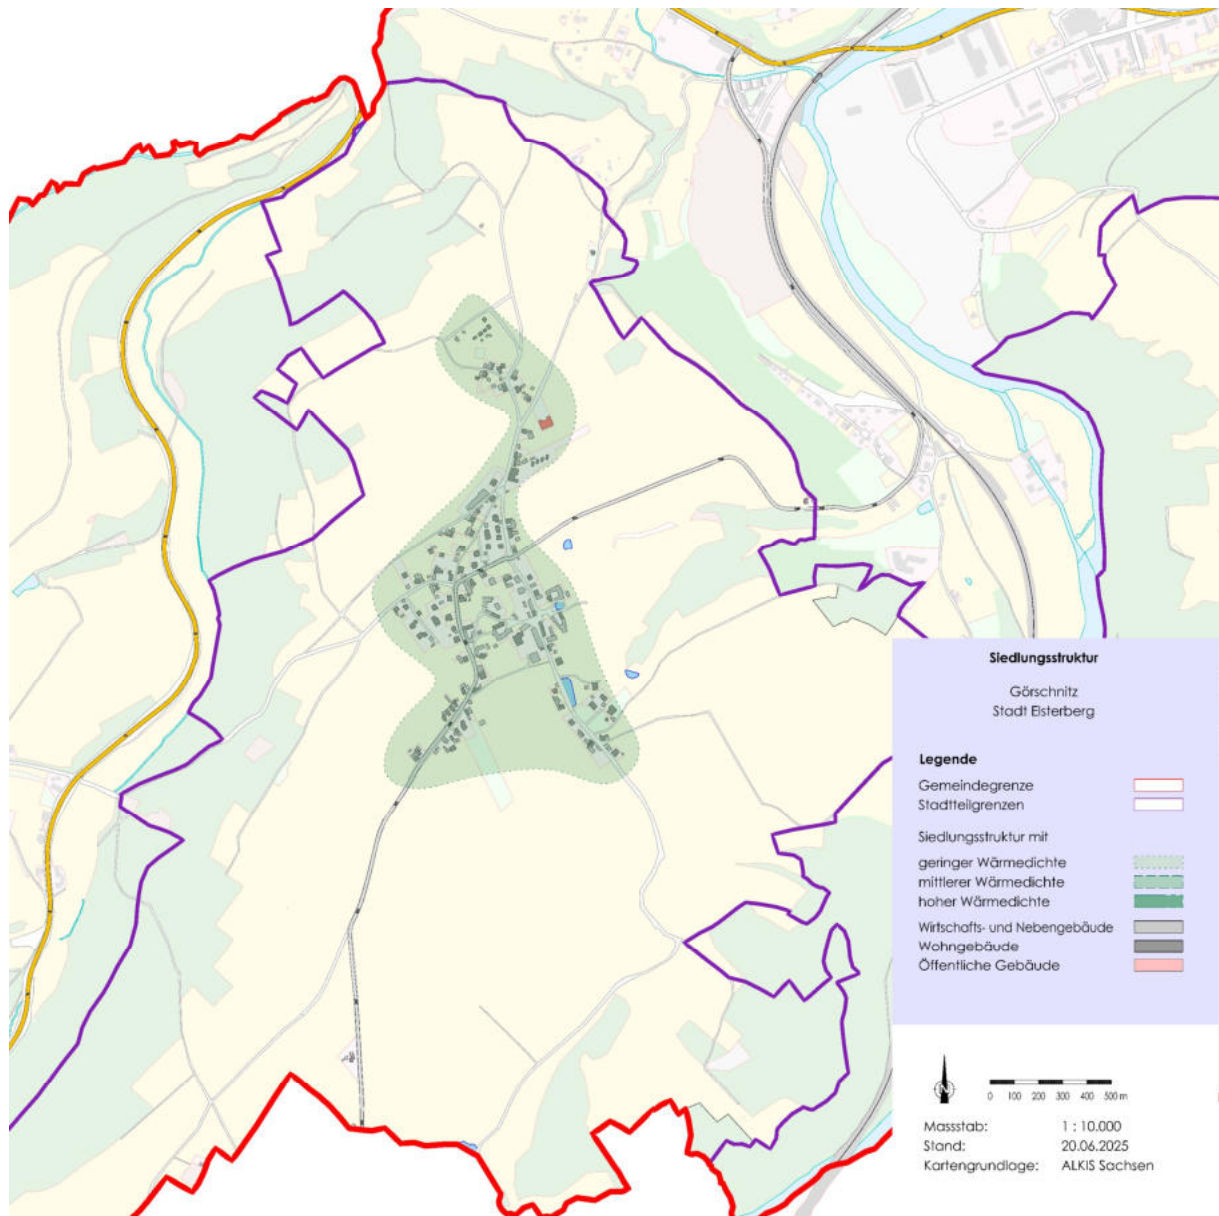 Siedlungsstruktur
Görschnitz
Stadt Elsterberg
Legende
Gemeindegrenze
Stadtteilgrenzen
Siedlungsstruktur mit
geringer Wärmedichte
mittlerer Wärmedichte
hoher Wärmedichte
Wirtschafts- und Nebengebäude
Wohngebäude
Öffentliche Gebäude
N
0 100 200 300 400 500 m
Massstab: 1 : 10.000
Stand: 20.06.2025
Kartengrundlage: ALKIS Sachsen